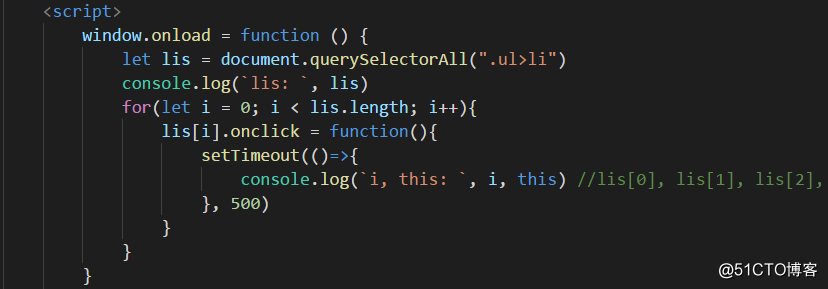 <script>
window.onload = function () {
let lis = document.querySelectorAll(".ul>li")
console.log(`lis: `, lis)
for(let i = 0; i < lis.length; i++){
lis[i].onclick = function(){
setTimeout(()=>{
console.log(`i, this: `, i, this) //lis[0], lis[1], lis[2],
}, 500)
}
}
}
@51CTO博客